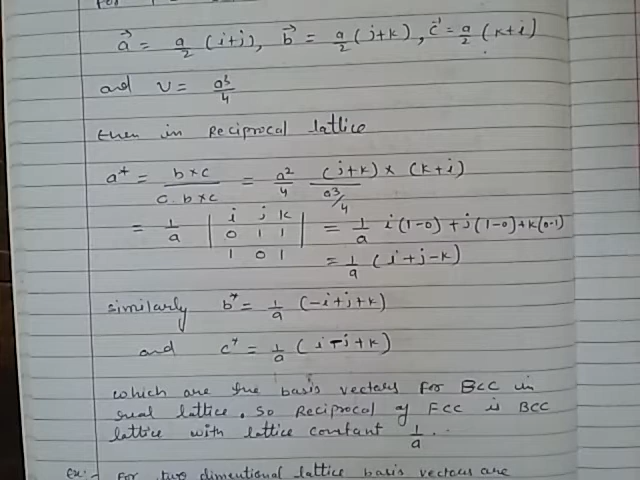 For
a⃗ = a/2 (i+j), b⃗ = a/2 (j+k), c⃗ = a/2 (k+i)
and V = a³/4
then in Reciprocal lattice
a* = b×c / c. b×c = a²/4 (j+k) × (k+i) / a³/4
= 1/a | i j k | = 1/a i(1-0) + j(1-0) + k(0-1)
0 1 1
1 0 1 = 1/a (i+j-k)
similarly b* = 1/a (-i+j+k)
and c* = 1/a (i-j+k)
which are the basis vectors for BCC in
real lattice. So Reciprocal of FCC is BCC
lattice with lattice constant 1/a.
Ex:- For two dimentional lattice basis vectors are